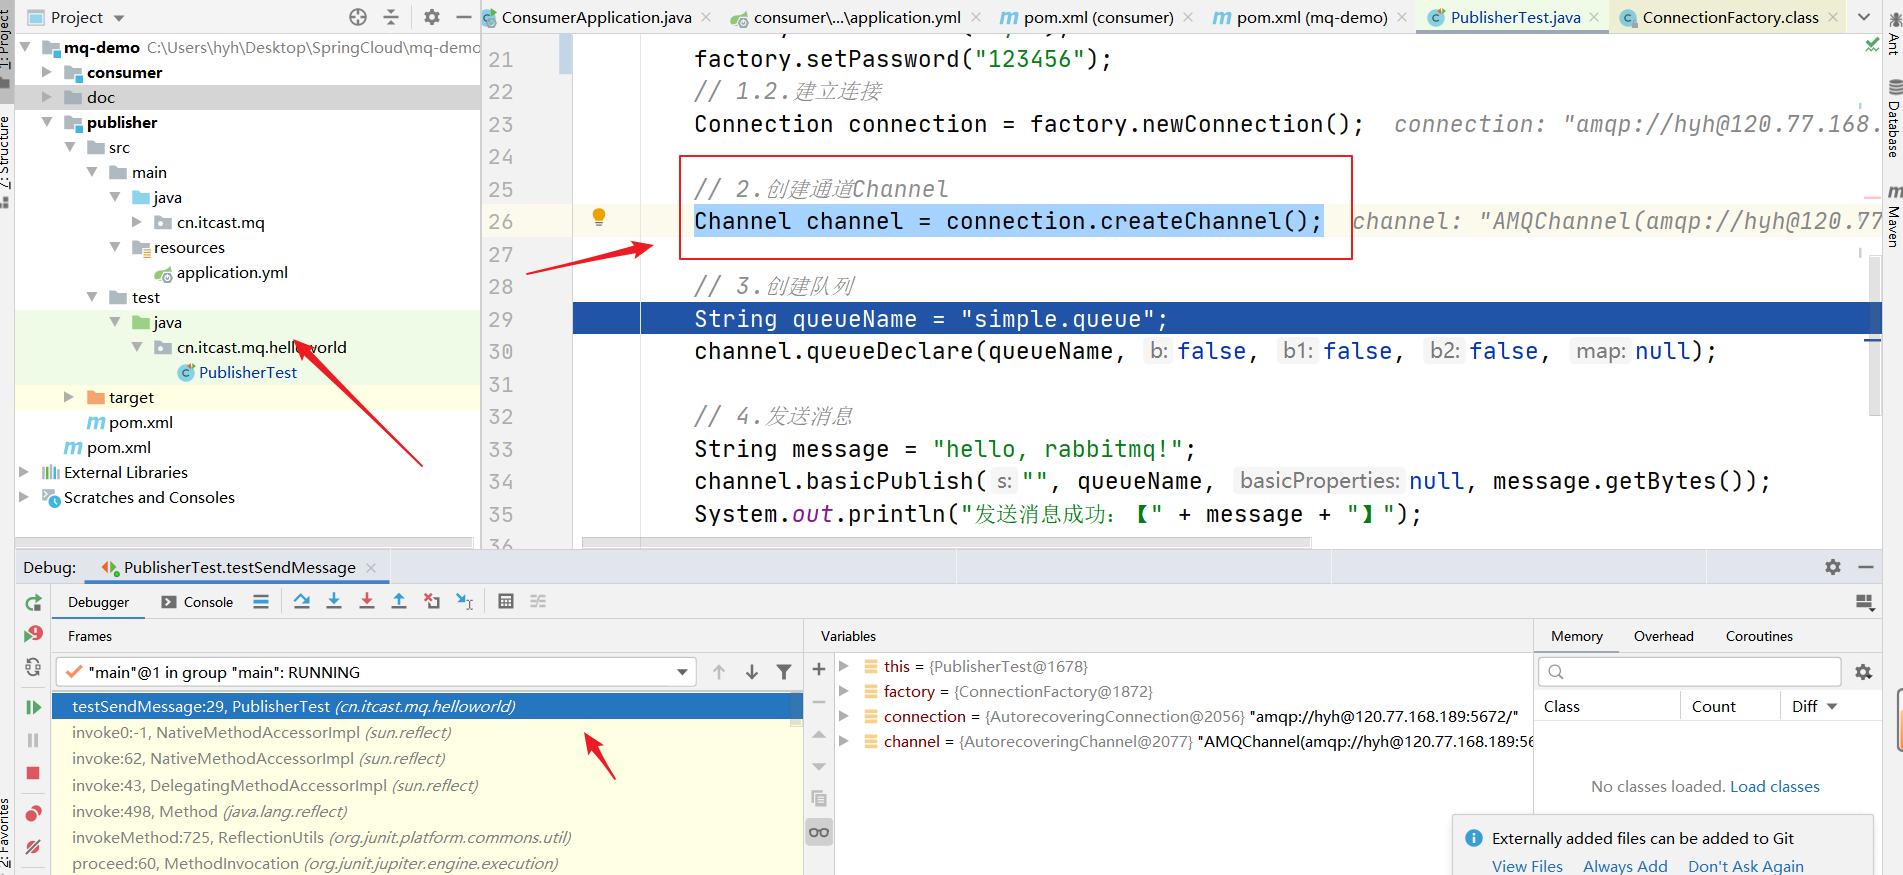 Project
ConsumerApplication.java
consumer\...\application.yml
pom.xml (consumer)
pom.xml (mq-demo)
PublisherTest.java
ConnectionFactory.class
1: Project
7: Structure
2: Favorites
Ant
Database
Maven
mq-demo C:\Users\hyh\Desktop\SpringCloud\mq-demo
consumer
doc
publisher
src
main
java
cn.itcast.mq
resources
application.yml
test
java
cn.itcast.mq.helloworld
PublisherTest
target
pom.xml
pom.xml
External Libraries
Scratches and Consoles
21 factory.setPassword("123456");
22 // 1.2.建立连接
23 Connection connection = factory.newConnection(); connection: "amqp://hyh@120.77.168.
24
25 // 2.创建通道Channel
26 Channel channel = connection.createChannel(); channel: "AMQChannel(amqp://hyh@120.77
27
28 // 3.创建队列
29 String queueName = "simple.queue";
30 channel.queueDeclare(queueName, b: false, b1: false, b2: false, map: null);
31
32 // 4.发送消息
33 String message = "hello, rabbitmq!";
34 channel.basicPublish( s: "", queueName, basicProperties: null, message.getBytes());
35 System.out.println("发送消息成功：【" + message + "】");
36
Debug: PublisherTest.testSendMessage
Debugger Console
Frames
"main"@1 in group "main": RUNNING
testSendMessage:29, PublisherTest (cn.itcast.mq.helloworld)
invoke0:-1, NativeMethodAccessorImpl (sun.reflect)
invoke:62, NativeMethodAccessorImpl (sun.reflect)
invoke:43, DelegatingMethodAccessorImpl (sun.reflect)
invoke:498, Method (java.lang.reflect)
invokeMethod:725, ReflectionUtils (org.junit.platform.commons.util)
proceed:60, MethodInvocation (org.junit.jupiter.engine.execution)
Variables
this = {PublisherTest@1678}
factory = {ConnectionFactory@1872}
connection = {AutorecoveringConnection@2056} "amqp://hyh@120.77.168.189:5672/"
channel = {AutorecoveringChannel@2077} "AMQChannel(amqp://hyh@120.77.168.189:56
Memory Overhead Coroutines
Class Count Diff
No classes loaded. Load classes
Externally added files can be added to Git
View Files Always Add Don't Ask Again